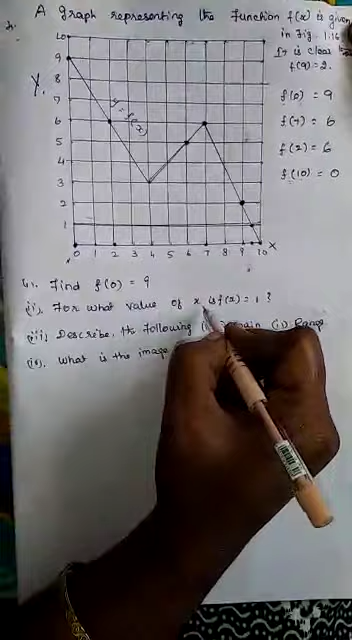 A graph representing the function f(x) is given
in Fig 1.16
It is clear
f(9)=2.
f(0) = 9
f(7) = 6
f(2) = 6
f(10) = 0
Y
10
9
8
7
6
5
4
3
2
1
y = f(x)
0 1 2 3 4 5 6 7 8 9 10 X
Find f(0) = 9
(ii) For what value of x is f(x) = 1 ?
(iii) Describe the following Domain (ii) Range
(iv). What is the image